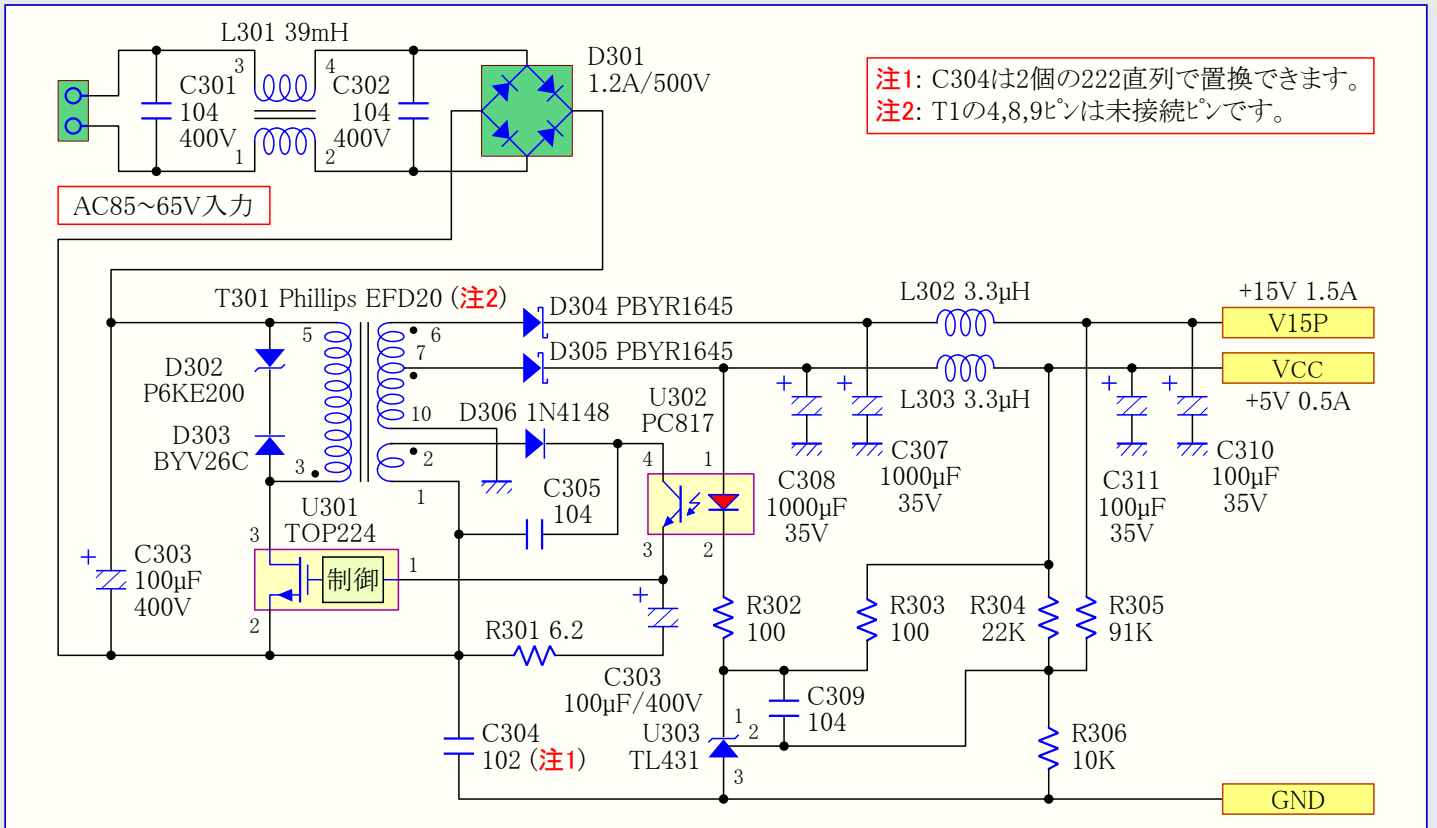 L301 39mH
3
4
C301
104
400V
C302
104
400V
1
2
D301
1.2A/500V
注1: C304は2個の222直列で置換できます。
注2: T1の4,8,9ピンは未接続ピンです。
AC85~65V入力
T301 Phillips EFD20 (注2)
5
6
7
10
2
1
3
D302
P6KE200
D303
BYV26C
D304 PBYR1645
D305 PBYR1645
D306 1N4148
L302 3.3µH
L303 3.3µH
+15V 1.5A
V15P
VCC
+5V 0.5A
U302
PC817
4
1
3
2
C305
104
C308
1000µF
35V
C307
1000µF
35V
C311
100µF
35V
C310
100µF
35V
U301
TOP224
3
制御
1
2
C303
100µF
400V
R301 6.2
C303
100µF/400V
R302
100
R303
100
R304
22K
R305
91K
C304
102 (注1)
U303
TL431
1
2
3
C309
104
R306
10K
GND